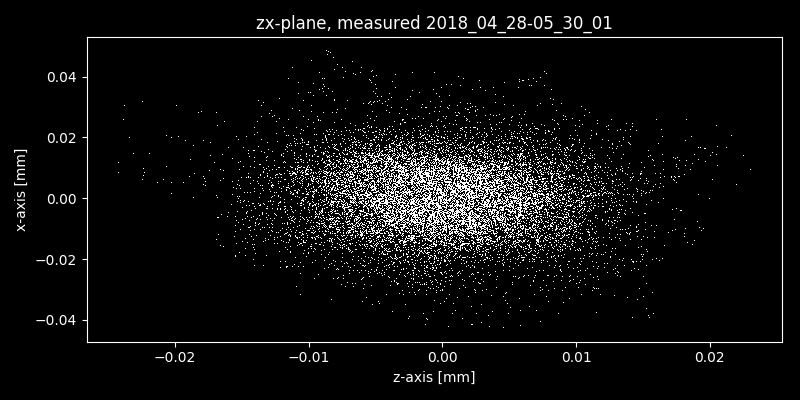 zx-plane, measured 2018_04_28-05_30_01
0.04
0.02
0.00
−0.02
−0.04
x-axis [mm]
−0.02 −0.01 0.00 0.01 0.02
z-axis [mm]